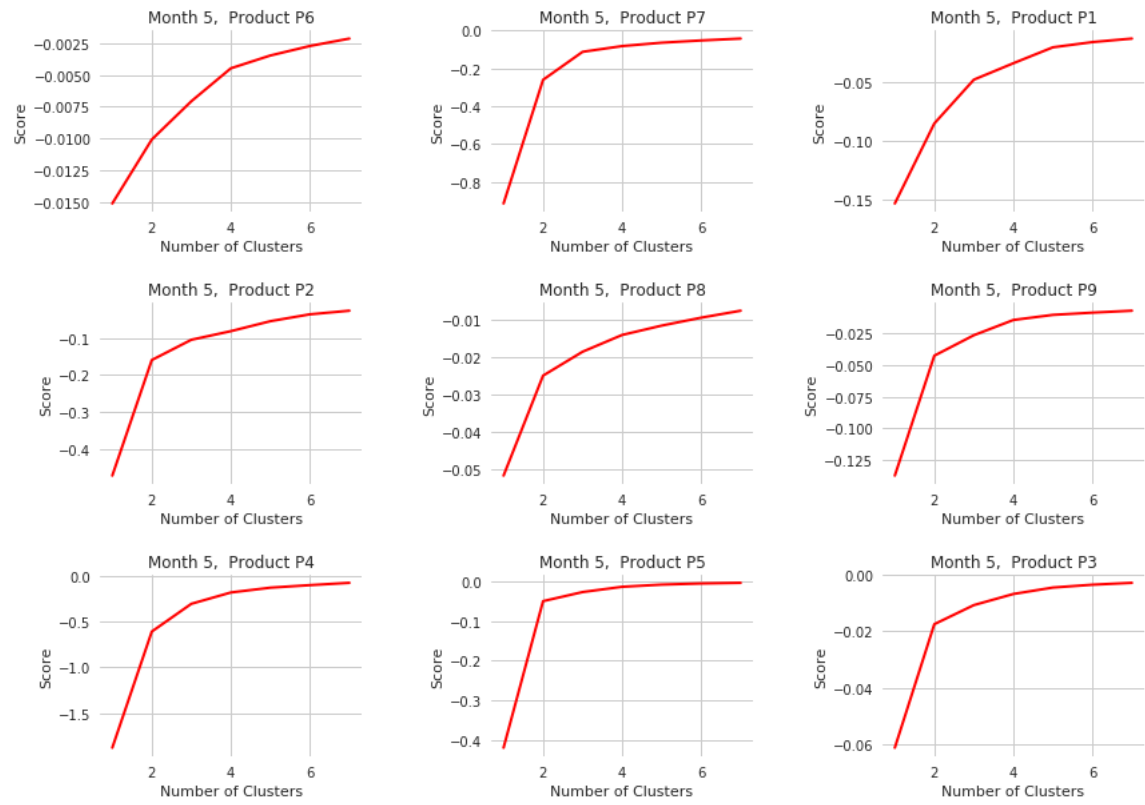 Month 5,  Product P6
−0.0025
−0.0050
−0.0075
−0.0100
−0.0125
−0.0150
Score
2 4 6
Number of Clusters
Month 5,  Product P7
0.0
−0.2
−0.4
−0.6
−0.8
Score
2 4 6
Number of Clusters
Month 5,  Product P1
−0.05
−0.10
−0.15
Score
2 4 6
Number of Clusters
Month 5,  Product P2
−0.1
−0.2
−0.3
−0.4
Score
2 4 6
Number of Clusters
Month 5,  Product P8
−0.01
−0.02
−0.03
−0.04
−0.05
Score
2 4 6
Number of Clusters
Month 5,  Product P9
−0.025
−0.050
−0.075
−0.100
−0.125
Score
2 4 6
Number of Clusters
Month 5,  Product P4
0.0
−0.5
−1.0
−1.5
Score
2 4 6
Number of Clusters
Month 5,  Product P5
0.0
−0.1
−0.2
−0.3
−0.4
Score
2 4 6
Number of Clusters
Month 5,  Product P3
0.00
−0.02
−0.04
−0.06
Score
2 4 6
Number of Clusters